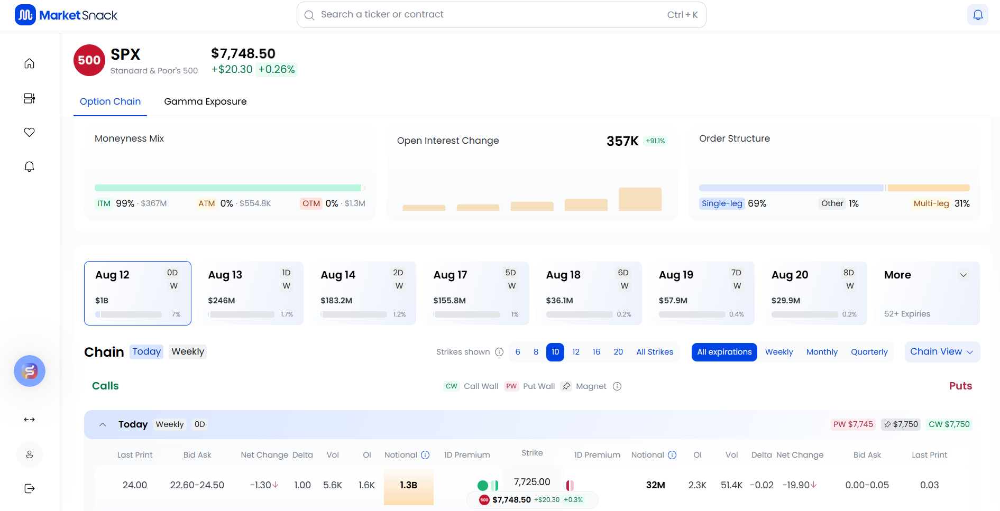 MarketSnack
Search a ticker or contract
Ctrl+K
500
SPX
Standard & Poor's 500
$7,748.50
+$20.30 +0.26%
Option Chain
Gamma Exposure
Moneyness Mix
ITM 99% · $367M
ATM 0% · $554.8K
OTM 0% · $1.3M
Open Interest Change
357K +91.1%
Order Structure
Single-leg 69%
Other 1%
Multi-leg 31%
Aug 12 0D
W
$1B
7%
Aug 13 1D
W
$246M
1.7%
Aug 14 2D
W
$183.2M
1.2%
Aug 17 5D
W
$155.8M
1%
Aug 18 6D
W
$36.1M
0.2%
Aug 19 7D
W
$57.9M
0.4%
Aug 20 8D
W
$29.9M
0.2%
More
52+ Expiries
Chain Today Weekly
Strikes shown 6 8 10 12 16 20 All Strikes
All expirations Weekly Monthly Quarterly
Chain View
Calls
CW Call Wall PW Put Wall Magnet
Puts
Today Weekly 0D
PW $7,745 $7,750 CW $7,750
Last Print Bid Ask Net Change Delta Vol OI Notional 1D Premium Strike 1D Premium Notional OI Vol Delta Net Change Bid Ask Last Print
24.00 22.60-24.50 -1.30↓ 1.00 5.6K 1.6K 1.3B 7,725.00 32M 2.3K 51.4K -0.02 -19.90↓ 0.00-0.05 0.03
500 $7,748.50 +$20.30 +0.3%